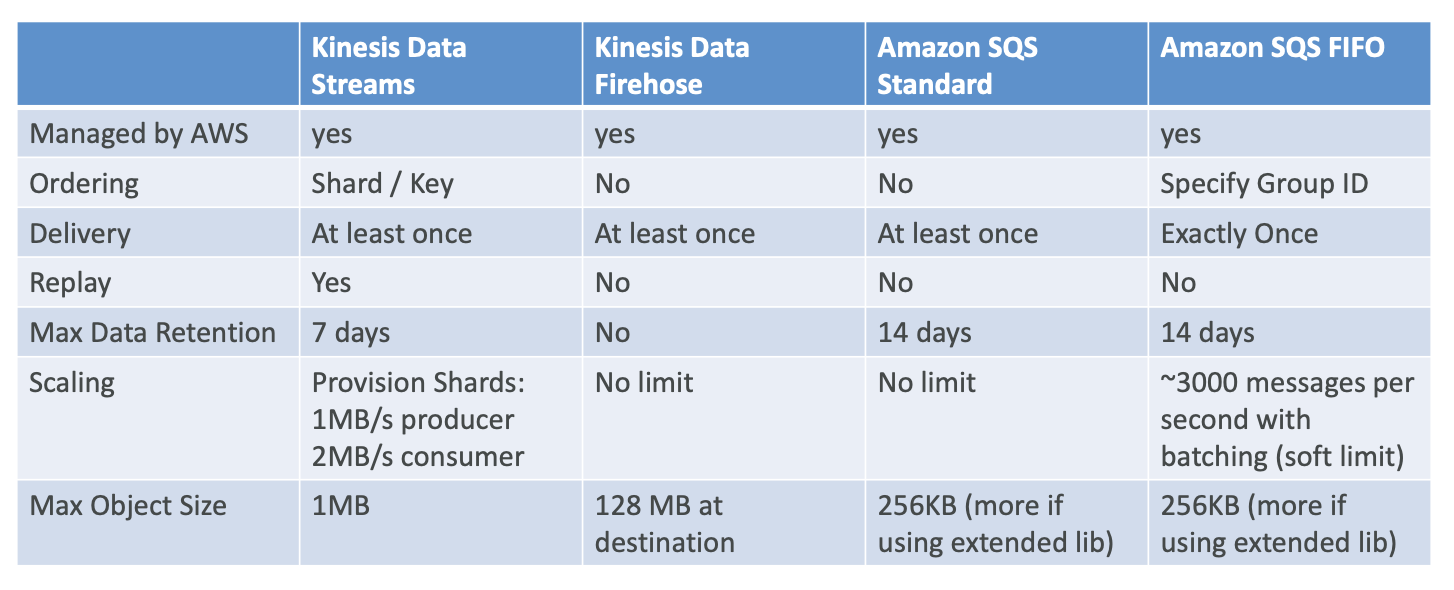 Kinesis Data
Streams
Kinesis Data
Firehose
Amazon SQS
Standard
Amazon SQS FIFO
Managed by AWS
yes
yes
yes
yes
Ordering
Shard / Key
No
No
Specify Group ID
Delivery
At least once
At least once
At least once
Exactly Once
Replay
Yes
No
No
No
Max Data Retention
7 days
No
14 days
14 days
Scaling
Provision Shards:
1MB/s producer
2MB/s consumer
No limit
No limit
~3000 messages per
second with
batching (soft limit)
Max Object Size
1MB
128 MB at
destination
256KB (more if
using extended lib)
256KB (more if
using extended lib)